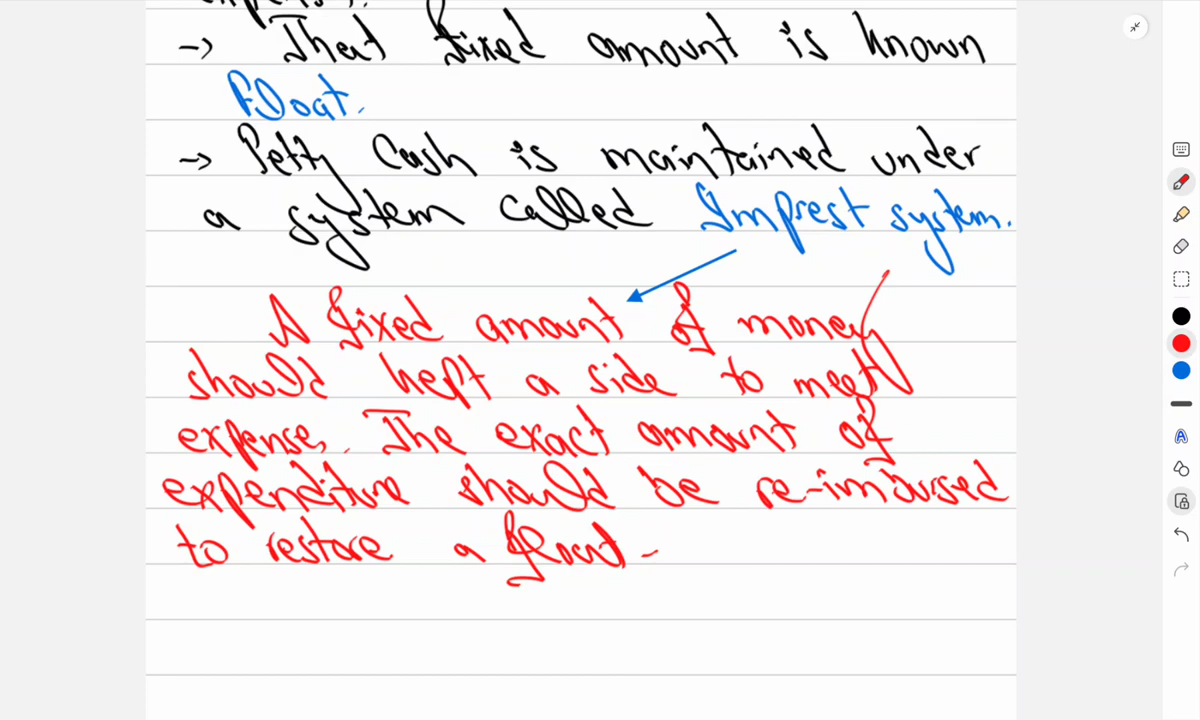 → That fixed amount is known
Float.
→ Petty Cash is maintained under
a system called Imprest system.
A fixed amount of money
should kept a side to meet
expense. The exact amount of
expenditure should be re-imbursed
to restore a float.